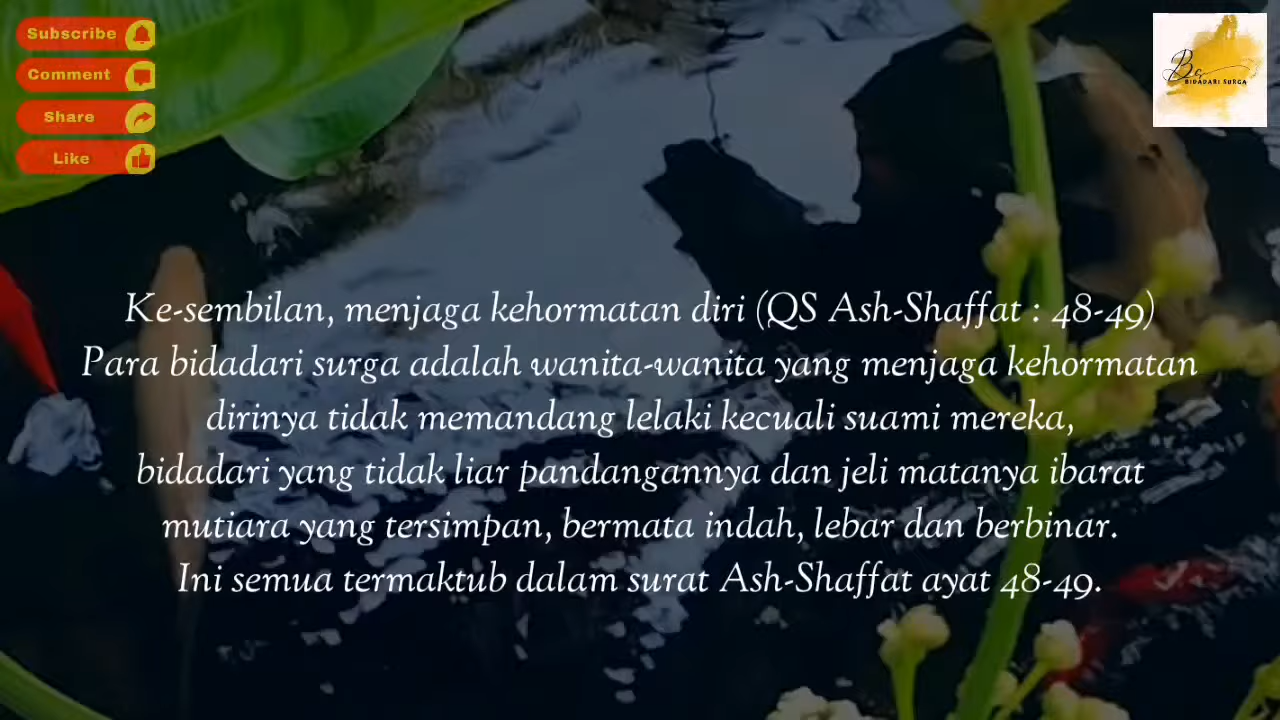 Subscribe
Comment
Share
Like
Bs
BIDADARI SURGA
Ke-sembilan, menjaga kehormatan diri (QS Ash-Shaffat : 48-49)
Para bidadari surga adalah wanita-wanita yang menjaga kehormatan
dirinya tidak memandang lelaki kecuali suami mereka,
bidadari yang tidak liar pandangannya dan jeli matanya ibarat
mutiara yang tersimpan, bermata indah, lebar dan berbinar.
Ini semua termaktub dalam surat Ash-Shaffat ayat 48-49.